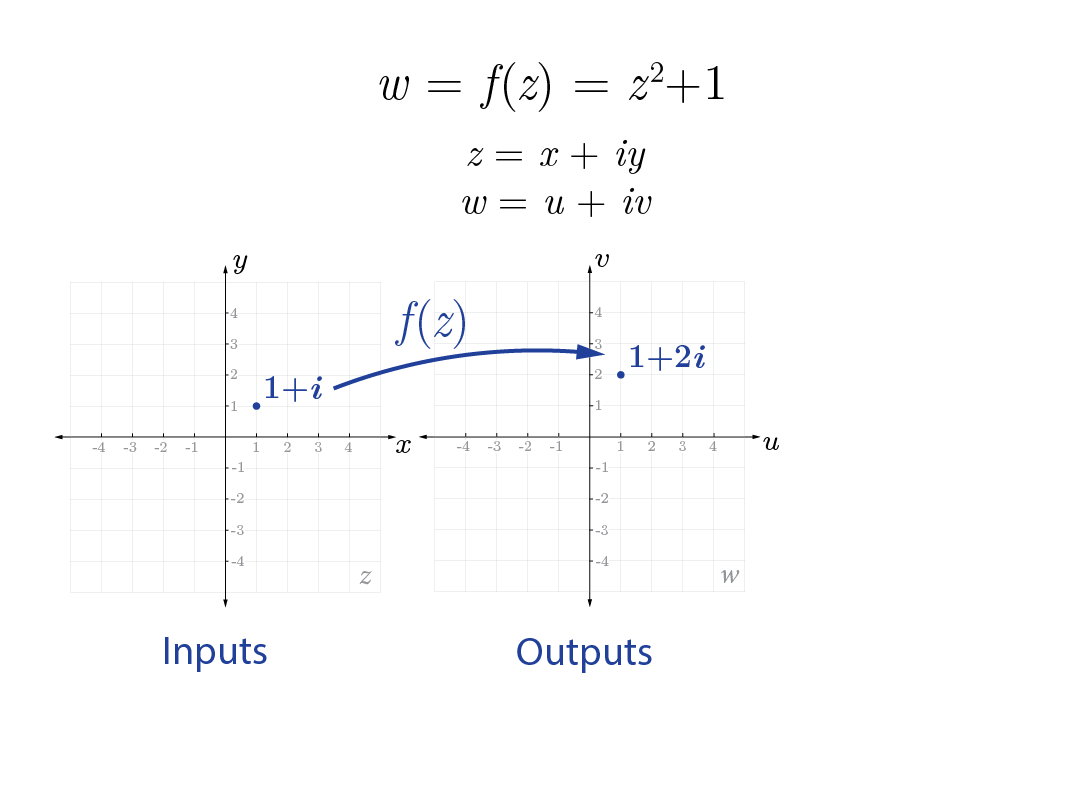 w = f(z) = z²+1
z = x + iy
w = u + iv
y
v
f(z)
4
3
2
1
-1
-2
-3
-4
-4 -3 -2 -1 1 2 3 4
1+i
x
z
4
3
2
1
-1
-2
-3
-4
-4 -3 -2 -1 1 2 3 4
1+2i
u
w
Inputs
Outputs